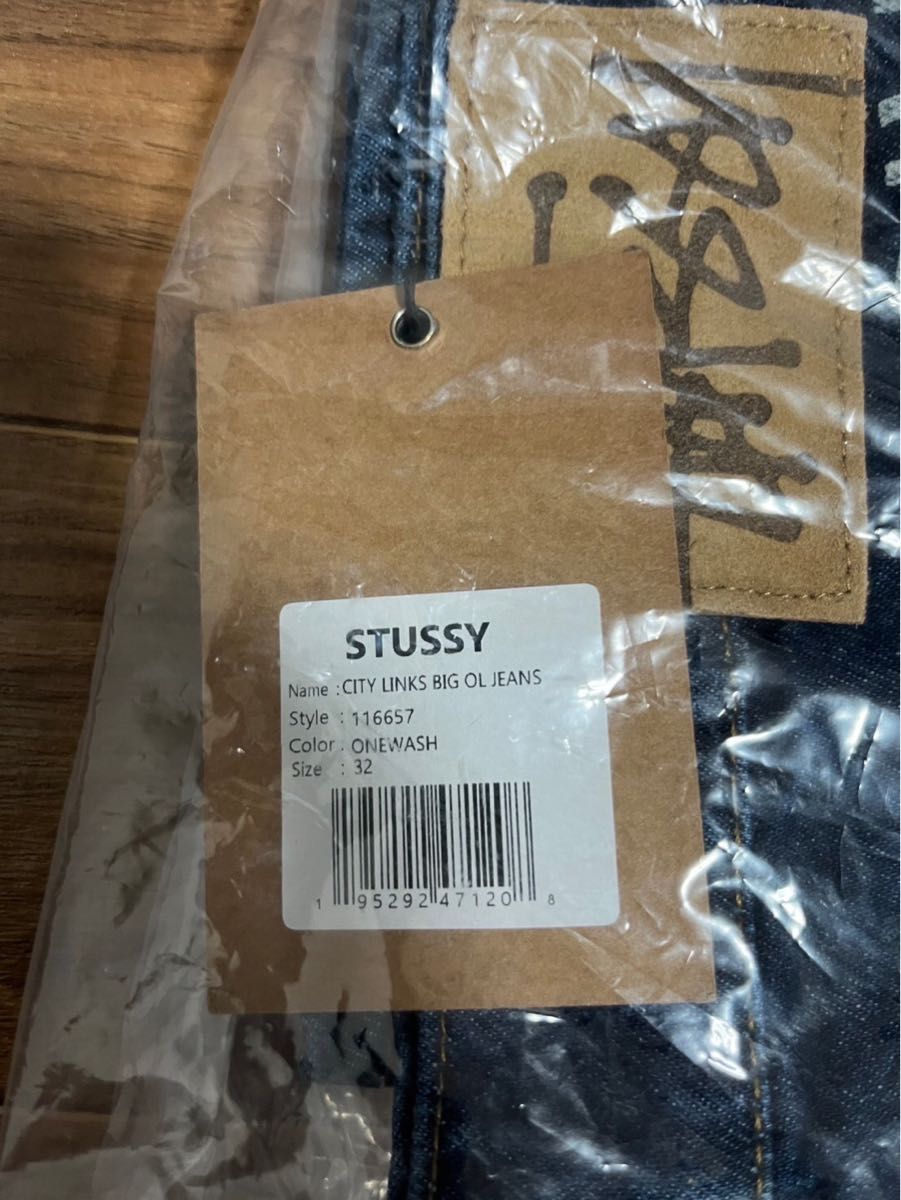 STUSSY
Name : CITY LINKS BIG OL JEANS
Style : 116657
Color : ONEWASH
Size : 32
1 95292 47120 8